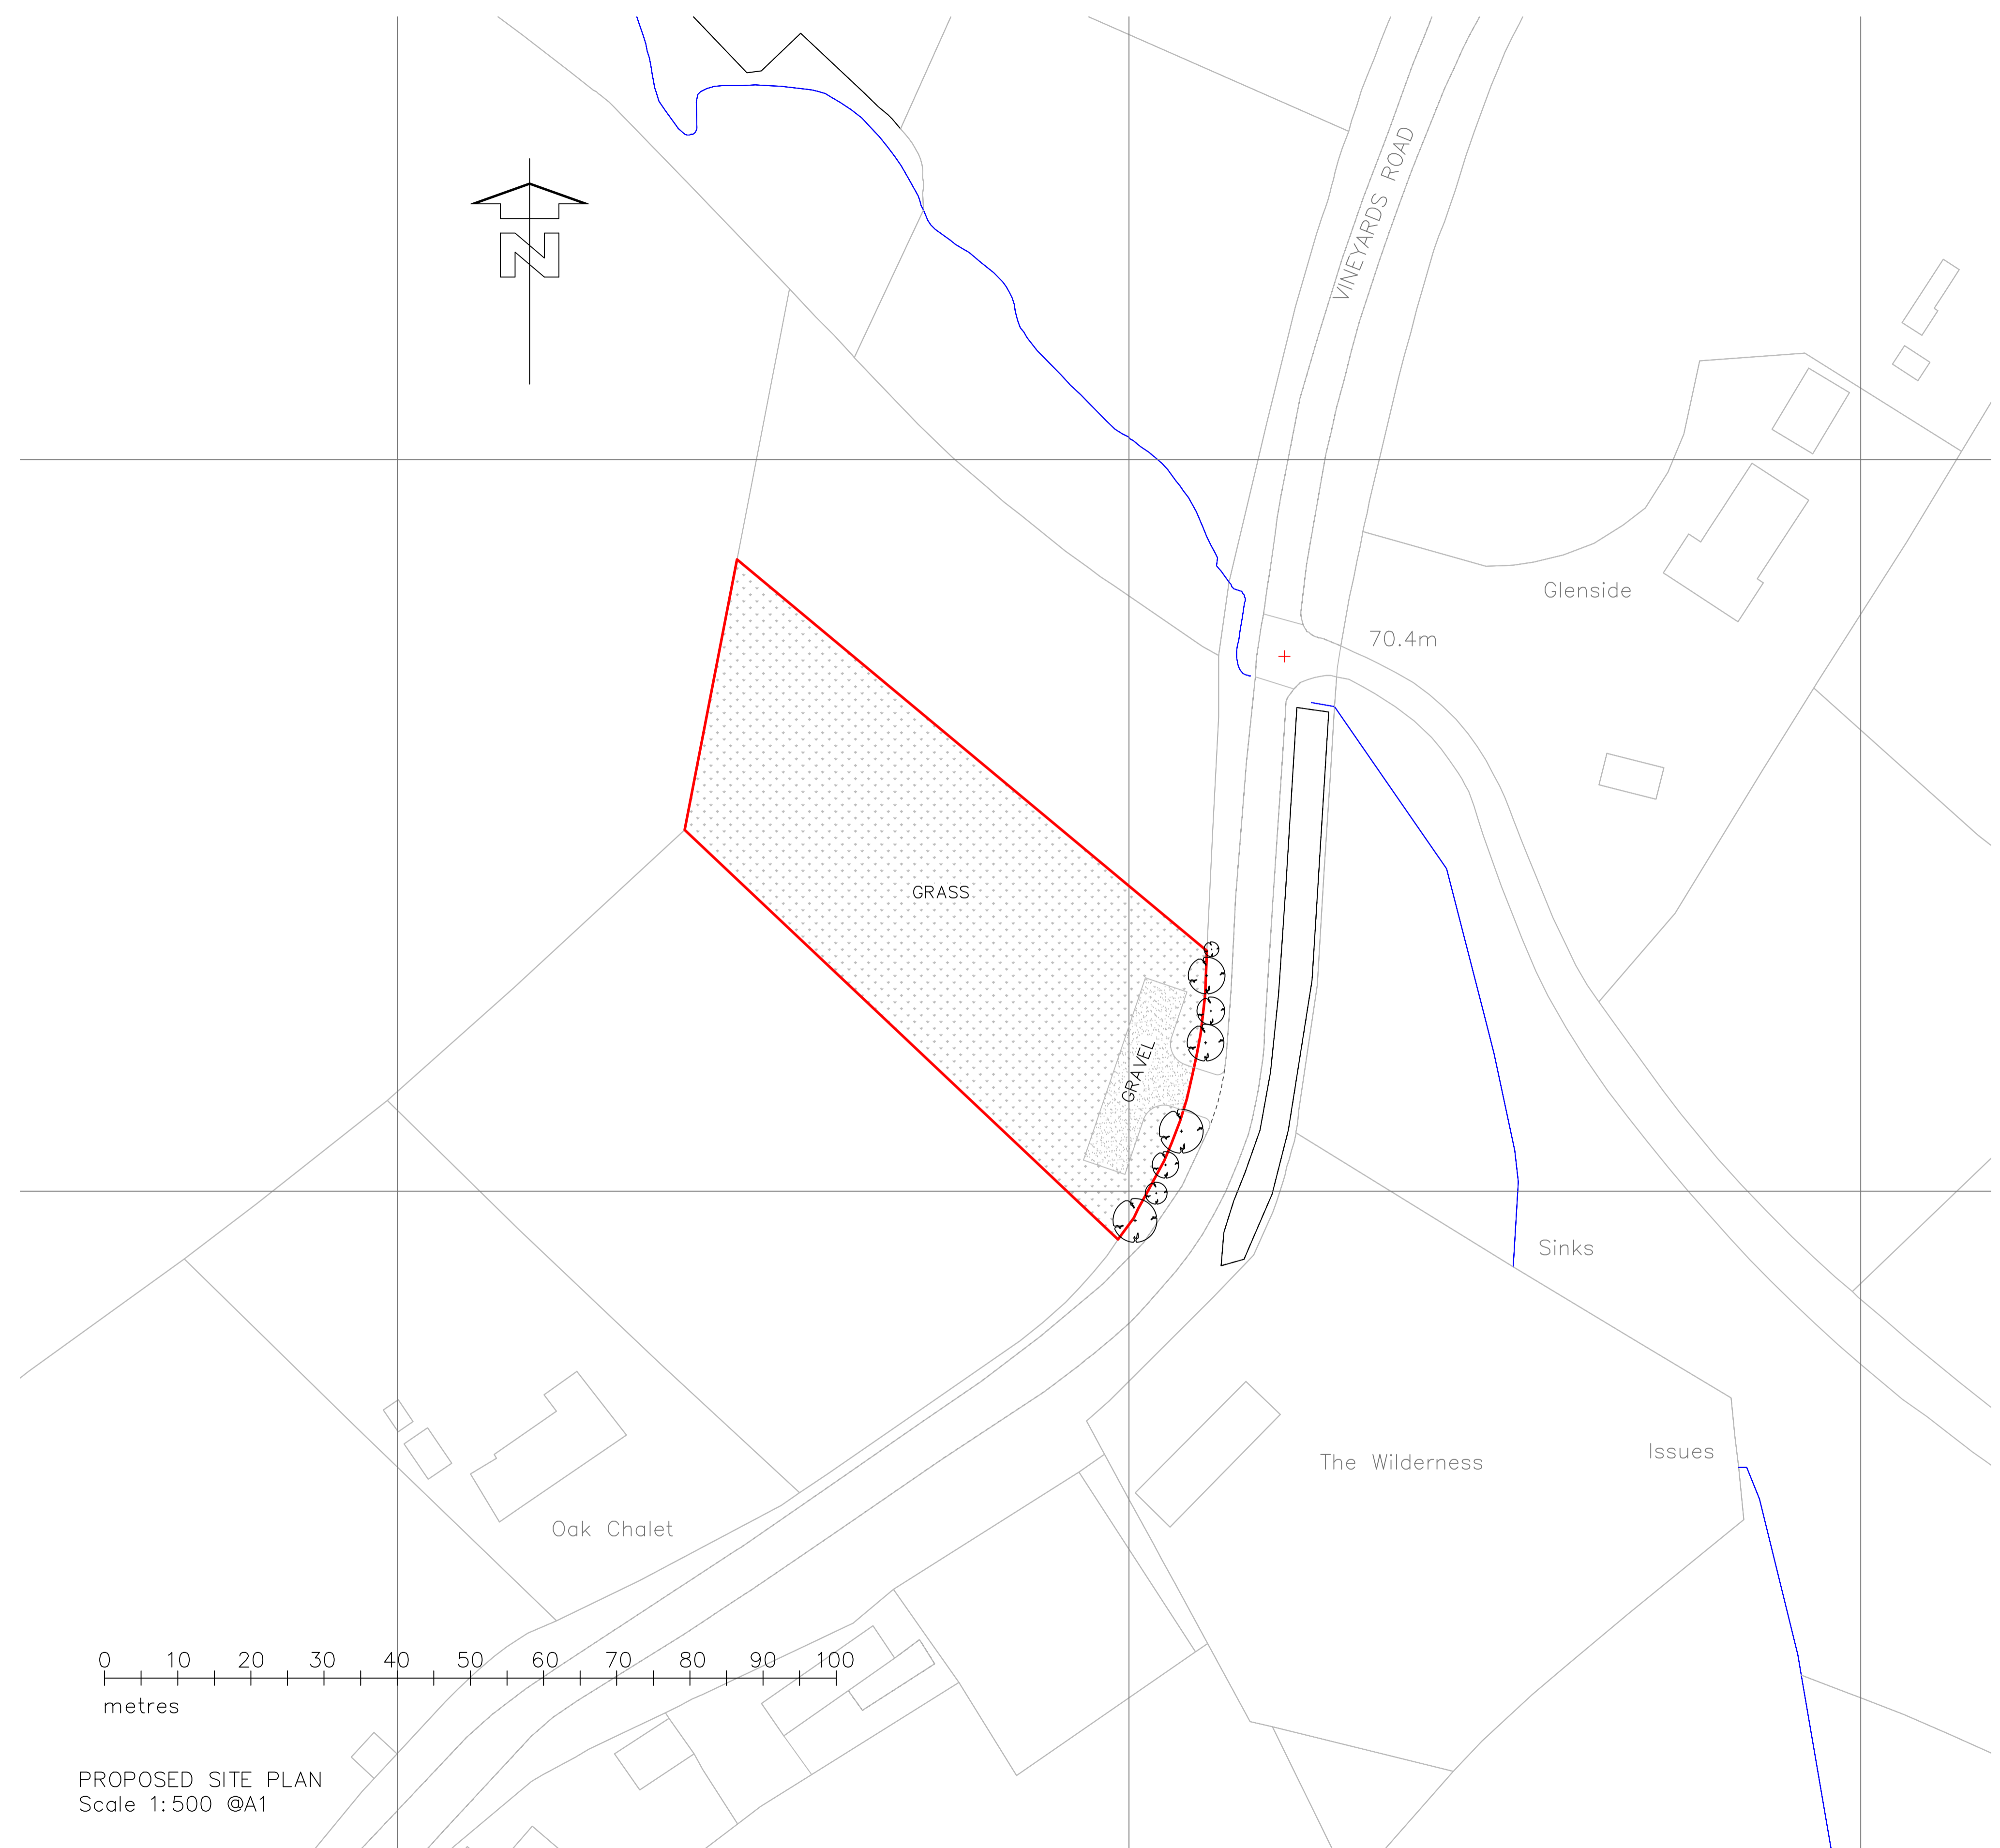 VINEYARDS ROAD
N
Glenside
70.4m
GRASS
GRAVEL
Sinks
The Wilderness
Issues
Oak Chalet
0 10 20 30 40 50 60 70 80 90 100
metres
PROPOSED SITE PLAN
Scale 1:500 @A1